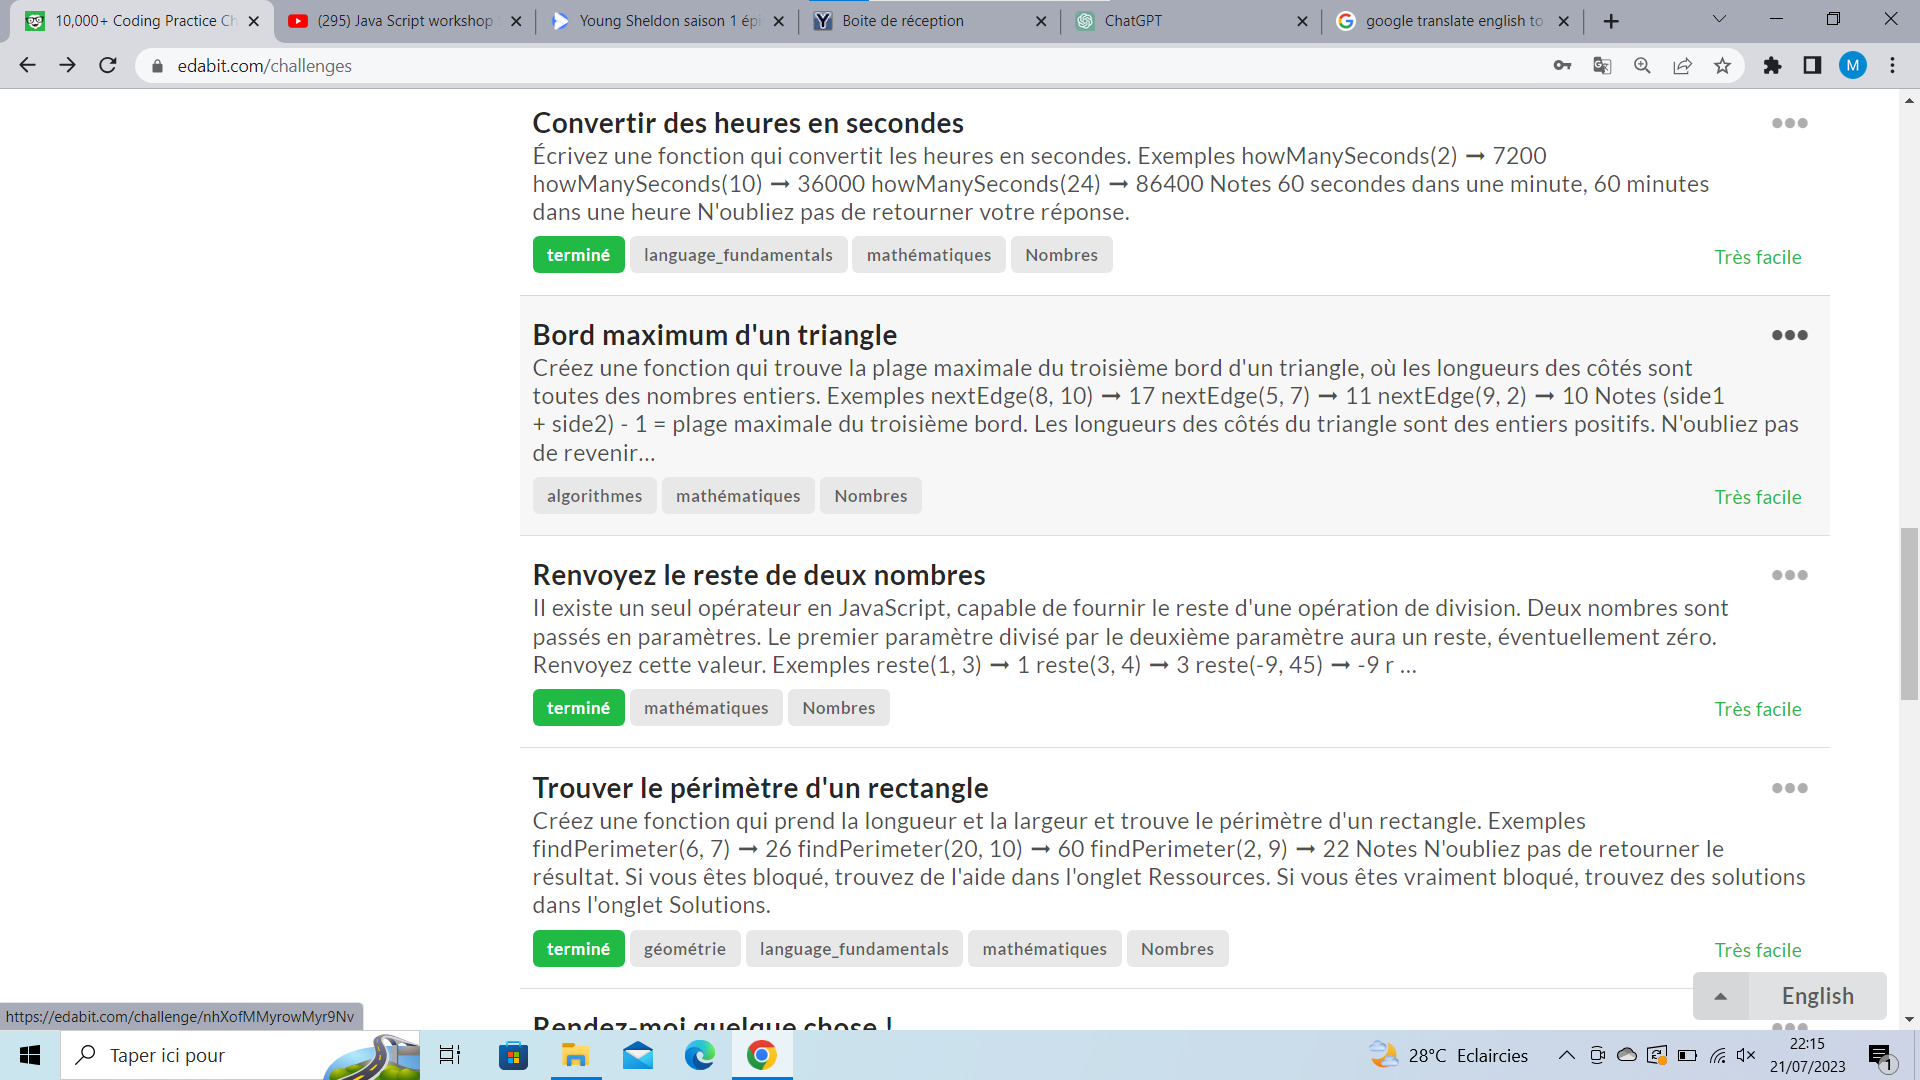 10,000+ Coding Practice Ch
(295) Java Script workshop
Young Sheldon saison 1 épi
Boite de réception
ChatGPT
google translate english to
edabit.com/challenges
M
Convertir des heures en secondes
Écrivez une fonction qui convertit les heures en secondes. Exemples howManySeconds(2) ➞ 7200
howManySeconds(10) ➞ 36000 howManySeconds(24) ➞ 86400 Notes 60 secondes dans une minute, 60 minutes
dans une heure N'oubliez pas de retourner votre réponse.
terminé language_fundamentals mathématiques Nombres
Très facile
Bord maximum d'un triangle
Créez une fonction qui trouve la plage maximale du troisième bord d'un triangle, où les longueurs des côtés sont
toutes des nombres entiers. Exemples nextEdge(8, 10) ➞ 17 nextEdge(5, 7) ➞ 11 nextEdge(9, 2) ➞ 10 Notes (side1
+ side2) - 1 = plage maximale du troisième bord. Les longueurs des côtés du triangle sont des entiers positifs. N'oubliez pas
de revenir…
algorithmes mathématiques Nombres
Très facile
Renvoyez le reste de deux nombres
Il existe un seul opérateur en JavaScript, capable de fournir le reste d'une opération de division. Deux nombres sont
passés en paramètres. Le premier paramètre divisé par le deuxième paramètre aura un reste, éventuellement zéro.
Renvoyez cette valeur. Exemples reste(1, 3) ➞ 1 reste(3, 4) ➞ 3 reste(-9, 45) ➞ -9 r …
terminé mathématiques Nombres
Très facile
Trouver le périmètre d'un rectangle
Créez une fonction qui prend la longueur et la largeur et trouve le périmètre d'un rectangle. Exemples
findPerimeter(6, 7) ➞ 26 findPerimeter(20, 10) ➞ 60 findPerimeter(2, 9) ➞ 22 Notes N'oubliez pas de retourner le
résultat. Si vous êtes bloqué, trouvez de l'aide dans l'onglet Ressources. Si vous êtes vraiment bloqué, trouvez des solutions
dans l'onglet Solutions.
terminé géométrie language_fundamentals mathématiques Nombres
Très facile
English
https://edabit.com/challenge/nhXofMMyrowMyr9Nv
Rendez-moi quelque chose !
Taper ici pour
28°C Eclaircies
22:15
21/07/2023
1